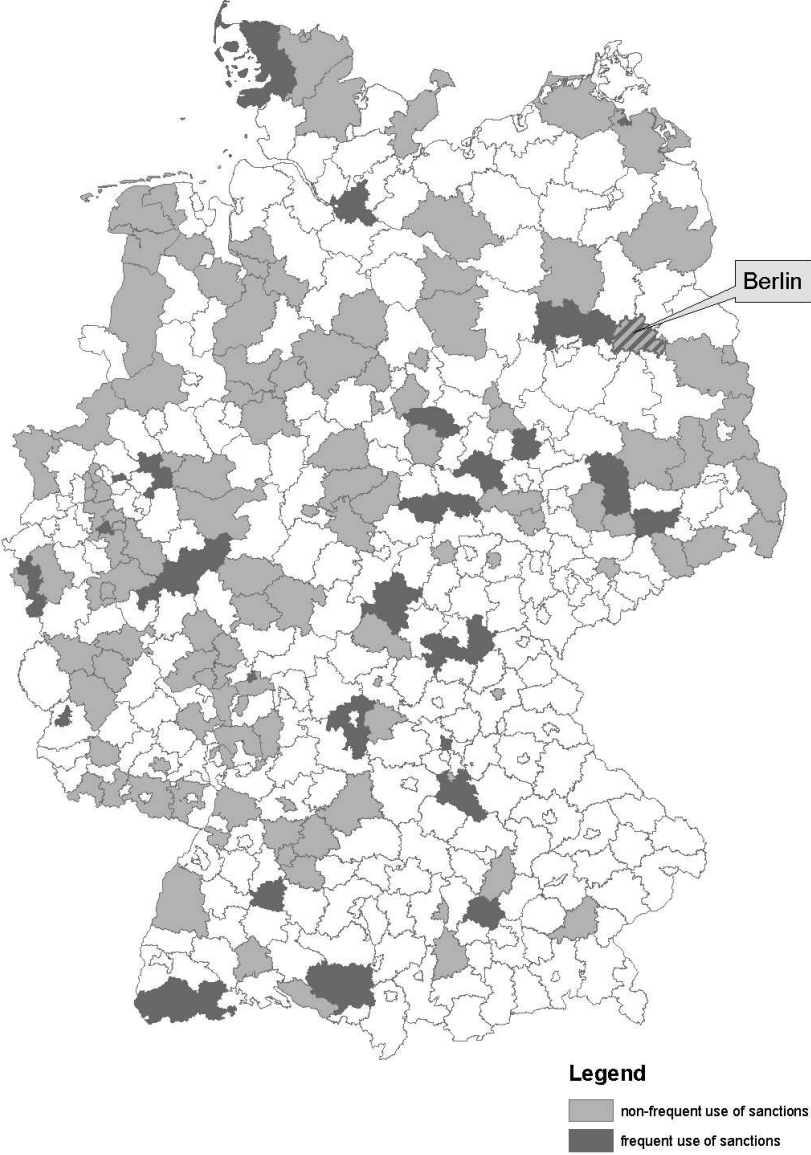 Berlin
Legend
non-frequent use of sanctions
frequent use of sanctions